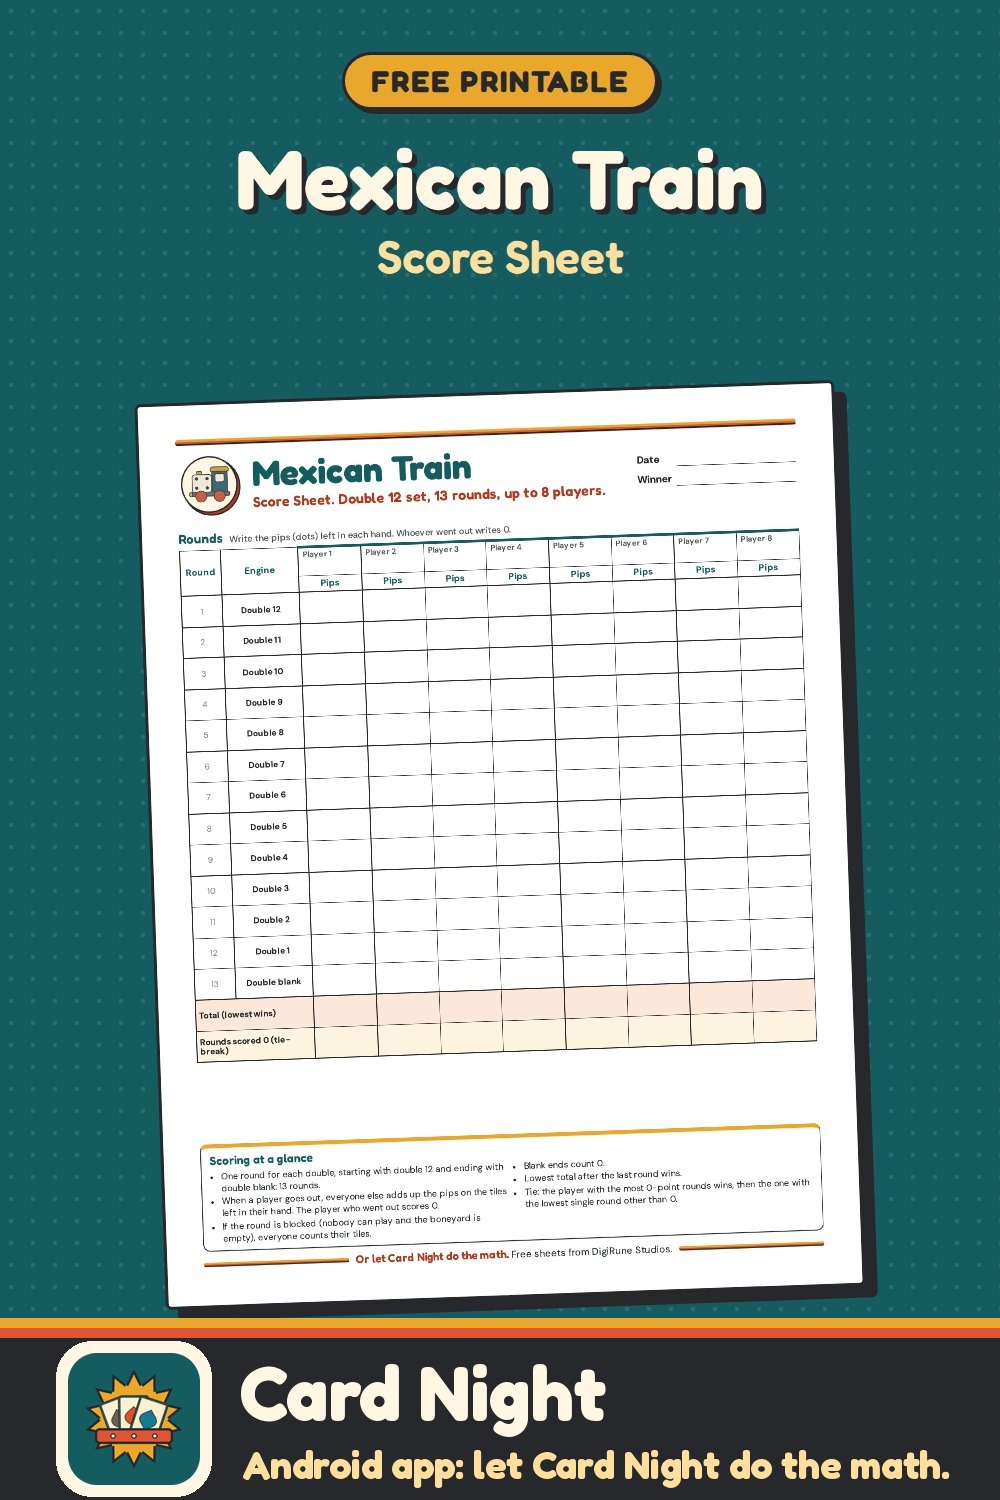 FREE PRINTABLE
Mexican Train
Score Sheet
Mexican Train
Score Sheet. Double 12 set, 13 rounds, up to 8 players.
Date
Winner
Rounds Write the pips (dots) left in each hand. Whoever went out writes 0.
Round Engine Player 1 Player 2 Player 3 Player 4 Player 5 Player 6 Player 7 Player 8
Pips Pips Pips Pips Pips Pips Pips Pips
1 Double 12
2 Double 11
3 Double 10
4 Double 9
5 Double 8
6 Double 7
7 Double 6
8 Double 5
9 Double 4
10 Double 3
11 Double 2
12 Double 1
13 Double blank
Total (lowest wins)
Rounds scored 0 (tie-
break)
Scoring at a glance
• One round for each double, starting with double 12 and ending with
double blank: 13 rounds.
• When a player goes out, everyone else adds up the pips on the tiles
left in their hand. The player who went out scores 0.
• If the round is blocked (nobody can play and the boneyard is
empty), everyone counts their tiles.
• Blank ends count 0.
• Lowest total after the last round wins.
• Tie: the player with the most 0-point rounds wins, then the one with
the lowest single round other than 0.
Or let Card Night do the math. Free sheets from DigiRune Studios.
Card Night
Android app: let Card Night do the math.